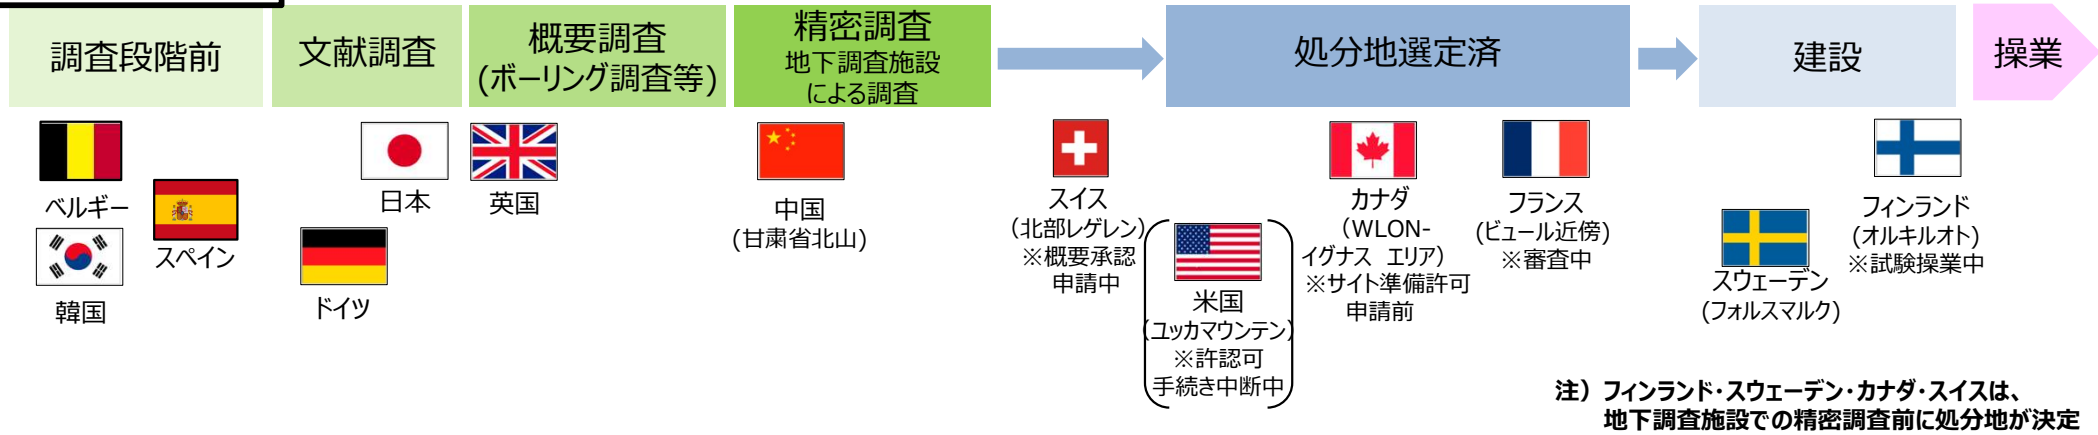 調査段階前
文献調査
概要調査
(ボーリング調査等)
精密調査
地下調査施設
による調査
処分地選定済
建設
操業
ベルギー
スペイン
韓国
日本
ドイツ
英国
中国
(甘粛省北山)
スイス
(北部レゲレン)
※概要承認
申請中
米国
(ユッカマウンテン)
※許認可
手続き中断中
カナダ
(WLON-
イグナス エリア)
※サイト準備許可
申請前
フランス
(ビュール近傍)
※審査中
スウェーデン
(フォルスマルク)
フィンランド
(オルキルオト)
※試験操業中
注) フィンランド・スウェーデン・カナダ・スイスは、
地下調査施設での精密調査前に処分地が決定